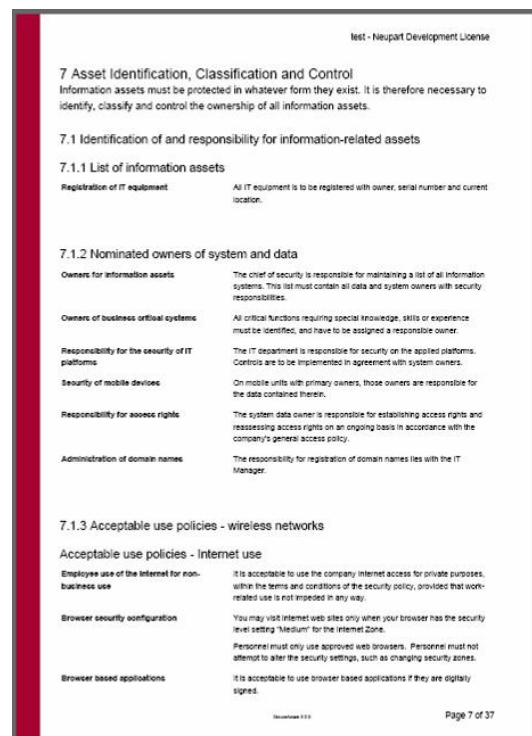 test - Neupart Development License
7 Asset Identification, Classification and Control
Information assets must be protected in whatever form they exist. It is therefore necessary to
identify, classify and control the ownership of all information assets.
7.1 Identification of and responsibility for information-related assets
7.1.1 List of information assets
Registration of IT equipment
All IT equipment is to be registered with owner, serial number and current
location.
7.1.2 Nominated owners of system and data
Owners for information assets
The chief of security is responsible for maintaining a list of all information
systems. This list must contain all data and system owners with security
responsibilities.
Owners of business critical systems
All critical functions requiring special knowledge, skills or experience
must be identified, and have to be assigned a responsible owner.
Responsibility for the security of IT
platforms
The IT department is responsible for security on the applied platforms.
Controls are to be implemented in agreement with system owners.
Security of mobile devices
On mobile units with primary owners, those owners are responsible for
the data contained therein.
Responsibility for access rights
The system data owner is responsible for establishing access rights and
reassessing access rights on an ongoing basis in accordance with the
company's general access policy.
Administration of domain names
The responsibility for registration of domain names lies with the IT
Manager.
7.1.3 Acceptable use policies - wireless networks
Acceptable use policies - Internet use
Employee use of the Internet for non-
business use
It is acceptable to use the company Internet access for private purposes,
within the terms and conditions of the security policy, provided that work-
related use is not impeded in any way.
Browser security configuration
You may visit Internet web sites only when your browser has the security
level setting "Medium" for the Internet Zone.
Personnel must only use approved web browsers. Personnel must not
attempt to alter the security settings, such as changing security zones.
Browser based applications
It is acceptable to use browser based applications if they are digitally
signed.
Page 7 of 37